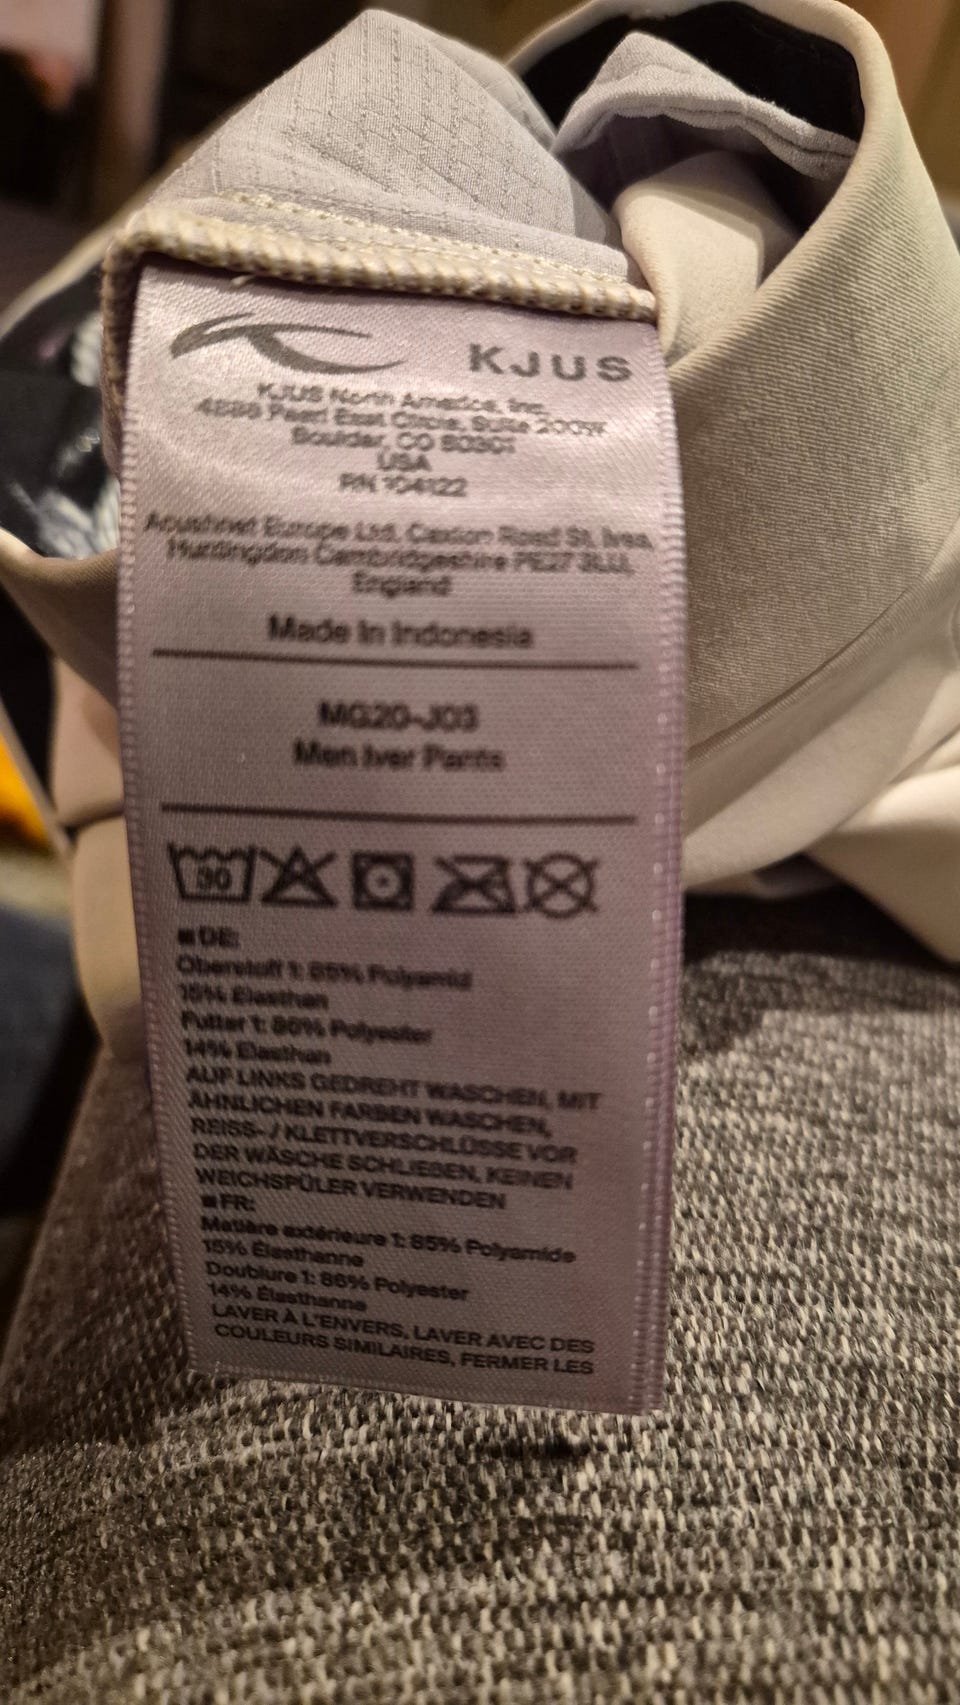 KJUS
KJUS North America, Inc.
4888 Pearl East Circle, Suite 200W
Boulder, CO 80301
USA
RN 104122
Acushnet Europe Ltd, Caxton Road St, Ives,
Huntingdon Cambridgeshire PE27 3LU,
England
Made in Indonesia
MG20-J03
Men Iver Pants
30
DE:
Oberstoff 1: 85% Polyamid
15% Elasthan
Futter 1: 86% Polyester
14% Elasthan
AUF LINKS GEDREHT WASCHEN, MIT
ÄHNLICHEN FARBEN WASCHEN,
REISS- / KLETTVERSCHLÜSSE VOR
DER WÄSCHE SCHLIEßEN, KEINEN
WEICHSPÜLER VERWENDEN
FR:
Matière extérieure 1: 85% Polyamide
15% Élasthanne
Doublure 1: 86% Polyester
14% Élasthanne
LAVER À L'ENVERS, LAVER AVEC DES
COULEURS SIMILAIRES, FERMER LES